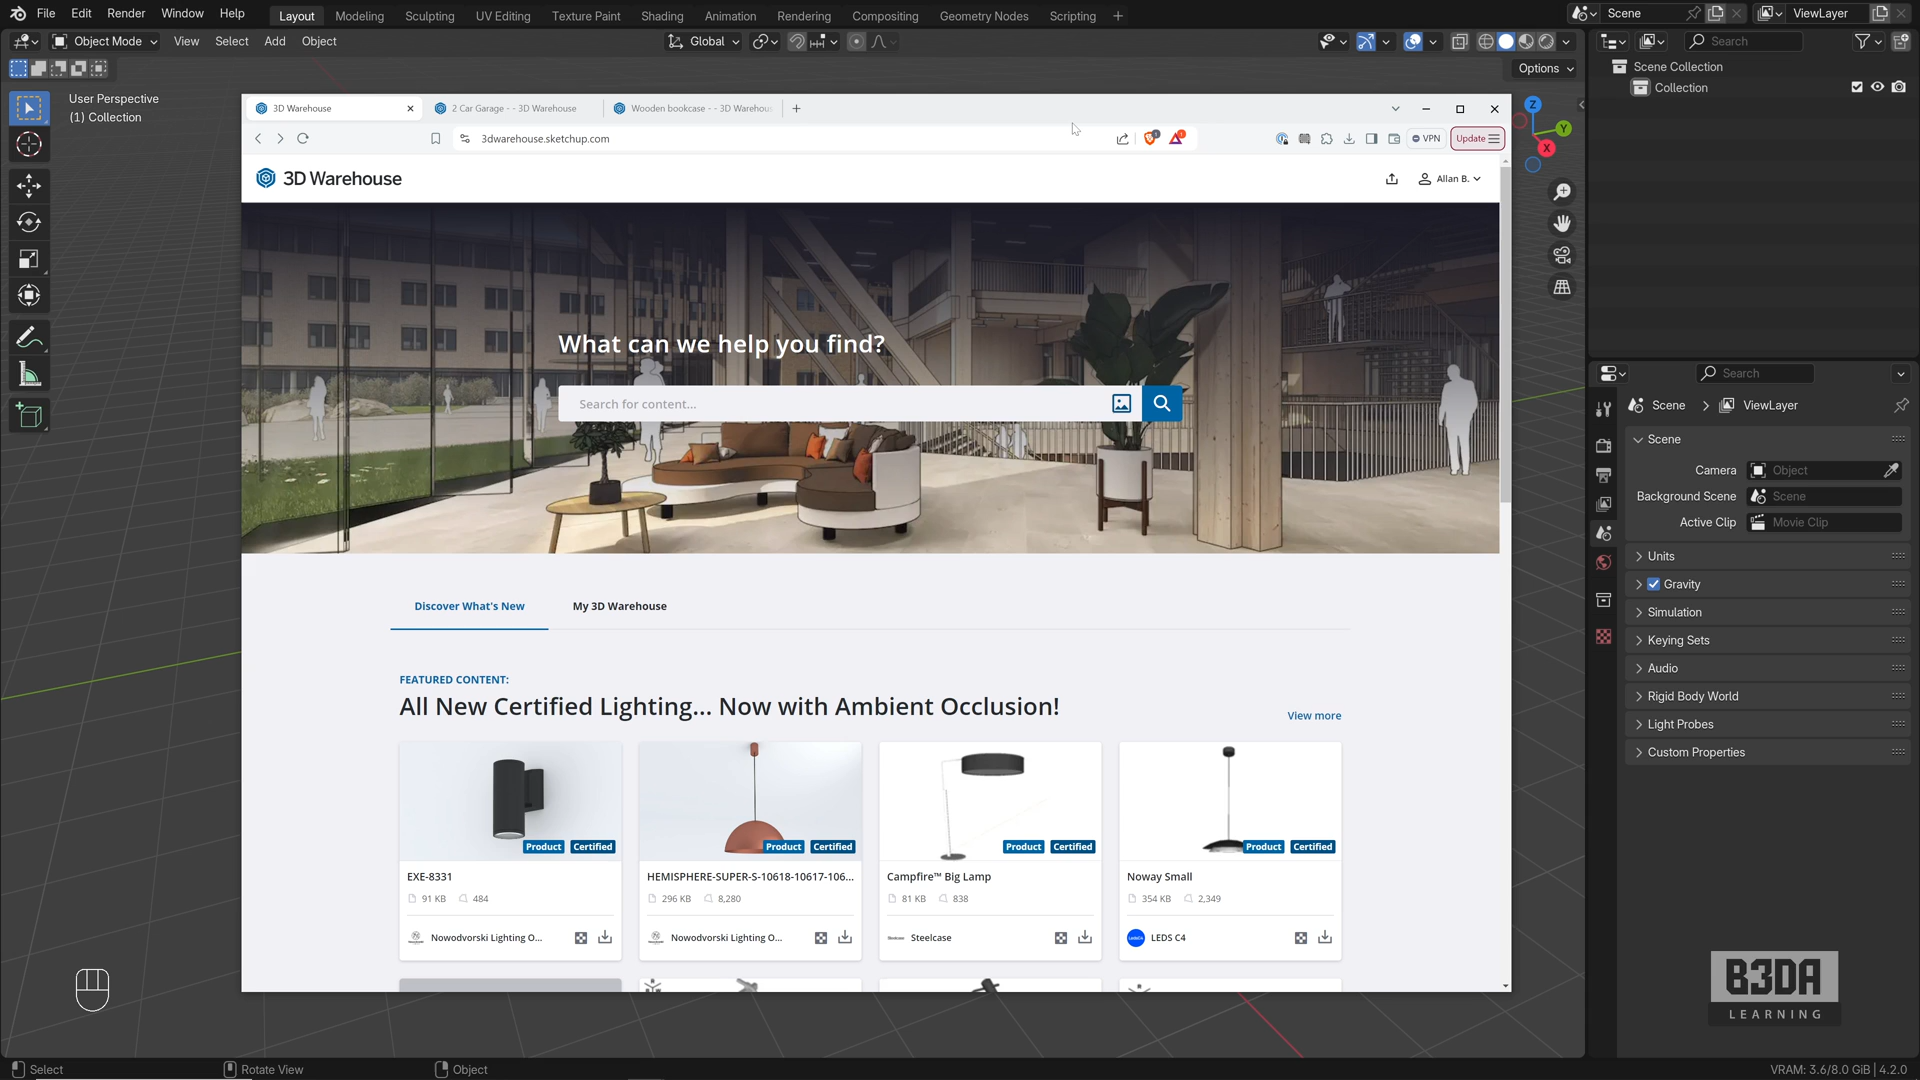 File Edit Render Window Help Layout Modeling Sculpting UV Editing Texture Paint Shading Animation Rendering Compositing Geometry Nodes Scripting + Scene ViewLayer
Object Mode View Select Add Object Global Search
Options
User Perspective
(1) Collection
Scene Collection
Collection
3D Warehouse 2 Car Garage - - 3D Warehouse Wooden bookcase - - 3D Warehou
3dwarehouse.sketchup.com VPN Update
3D Warehouse Allan B.
Z
Y
X
What can we help you find?
Search for content...
Discover What's New My 3D Warehouse
FEATURED CONTENT:
All New Certified Lighting... Now with Ambient Occlusion!
View more
Product Certified Product Certified Product Certified Product Certified
EXE-8331 HEMISPHERE-SUPER-S-10618-10617-106... Campfire™ Big Lamp Noway Small
91 KB 484 296 KB 8,280 81 KB 838 354 KB 2,349
Nowodvorski Lighting O... Nowodvorski Lighting O... Steelcase LEDS C4
Search
Scene ViewLayer
Scene
Camera Object
Background Scene Scene
Active Clip Movie Clip
Units
Gravity
Simulation
Keying Sets
Audio
Rigid Body World
Light Probes
Custom Properties
B3DA
LEARNING
Select Rotate View Object VRAM: 3.6/8.0 GiB | 4.2.0